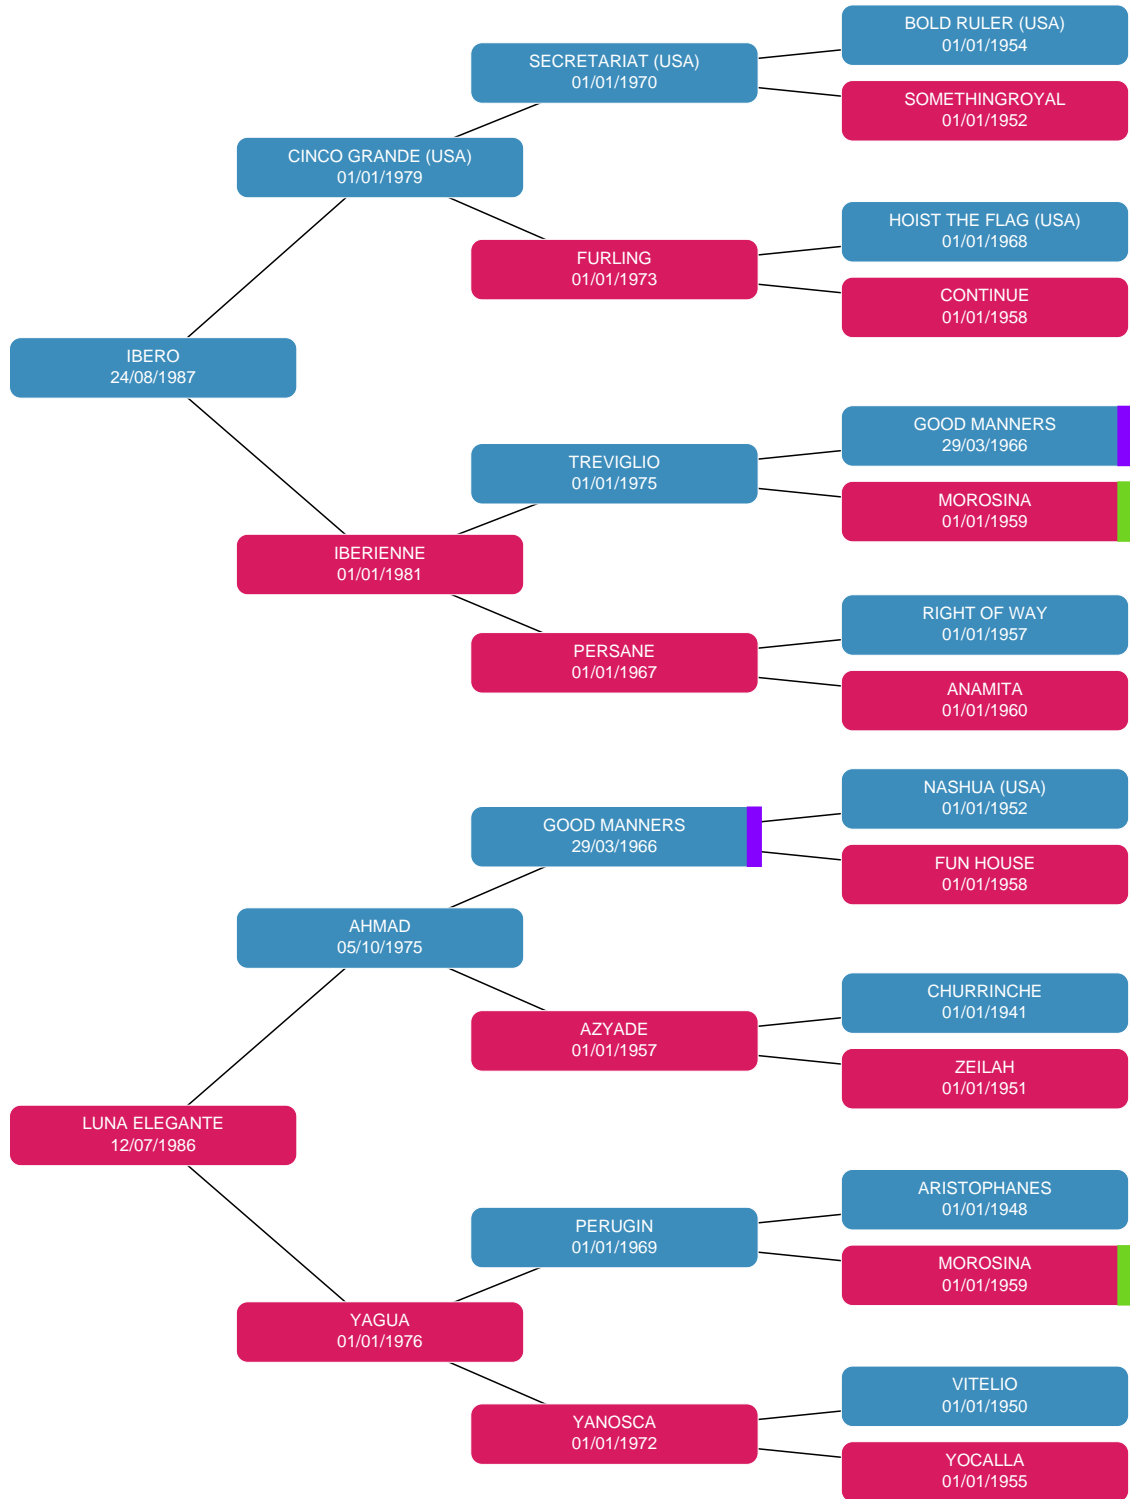 BOLD RULER (USA)
01/01/1954
SECRETARIAT (USA)
01/01/1970
SOMETHINGROYAL
01/01/1952
CINCO GRANDE (USA)
01/01/1979
HOIST THE FLAG (USA)
01/01/1968
FURLING
01/01/1973
CONTINUE
01/01/1958
IBERO
24/08/1987
GOOD MANNERS
29/03/1966
TREVIGLIO
01/01/1975
MOROSINA
01/01/1959
IBERIENNE
01/01/1981
RIGHT OF WAY
01/01/1957
PERSANE
01/01/1967
ANAMITA
01/01/1960
NASHUA (USA)
01/01/1952
GOOD MANNERS
29/03/1966
FUN HOUSE
01/01/1958
AHMAD
05/10/1975
CHURRINCHE
01/01/1941
AZYADE
01/01/1957
ZEILAH
01/01/1951
LUNA ELEGANTE
12/07/1986
ARISTOPHANES
01/01/1948
PERUGIN
01/01/1969
MOROSINA
01/01/1959
YAGUA
01/01/1976
VITELIO
01/01/1950
YANOSCA
01/01/1972
YOCALLA
01/01/1955